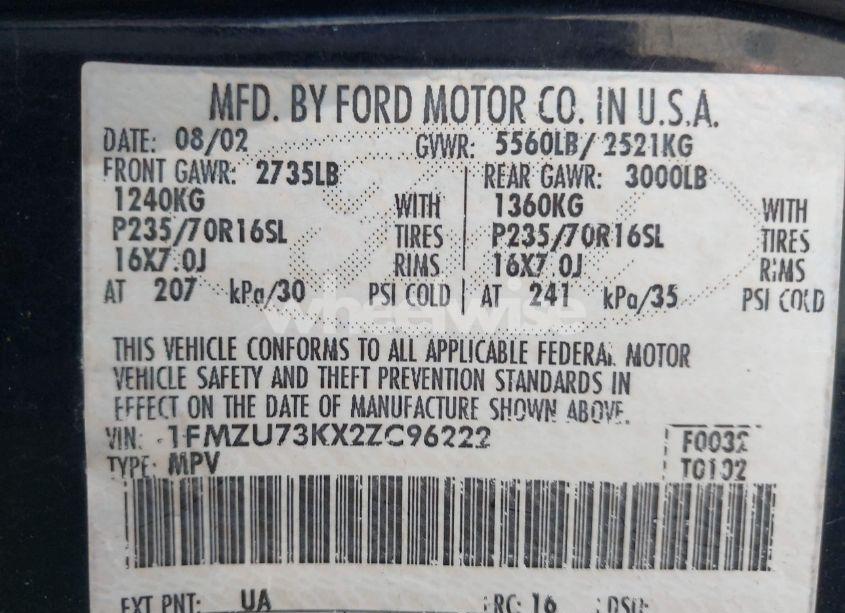 MFD. BY FORD MOTOR CO. IN U.S.A.
DATE: 08/02 GVWR: 5560LB/ 2521KG
FRONT GAWR: 2735LB REAR GAWR: 3000LB
1240KG WITH 1360KG WITH
P235/70R16SL TIRES P235/70R16SL TIRES
16X7.0J RIMS 16X7.0J RIMS
AT 207 kPa/30 PSI COLD AT 241 kPa/35 PSI COLD
wheelwise
THIS VEHICLE CONFORMS TO ALL APPLICABLE FEDERAL MOTOR
VEHICLE SAFETY AND THEFT PREVENTION STANDARDS IN
EFFECT ON THE DATE OF MANUFACTURE SHOWN ABOVE.
VIN: 1FMZU73KX2ZC96222 F0032
TYPE: MPV T0102
EXT PNT: UA RC: 16 DSO: